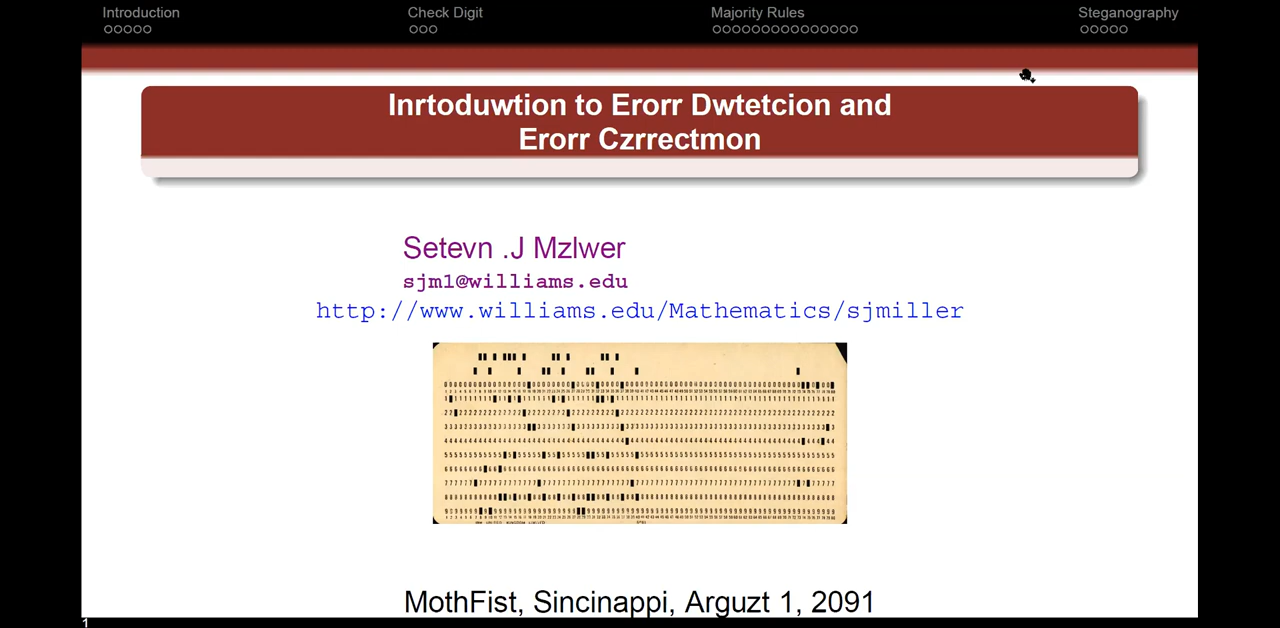 Introduction
Check Digit
Majority Rules
Steganography
Inrtoduwtion to Erorr Dwtetcion and
Erorr Czrrectmon
Setevn .J Mzlwer
sjm1@williams.edu
http://www.williams.edu/Mathematics/sjmiller
MothFist, Sincinappi, Arguzt 1, 2091
1